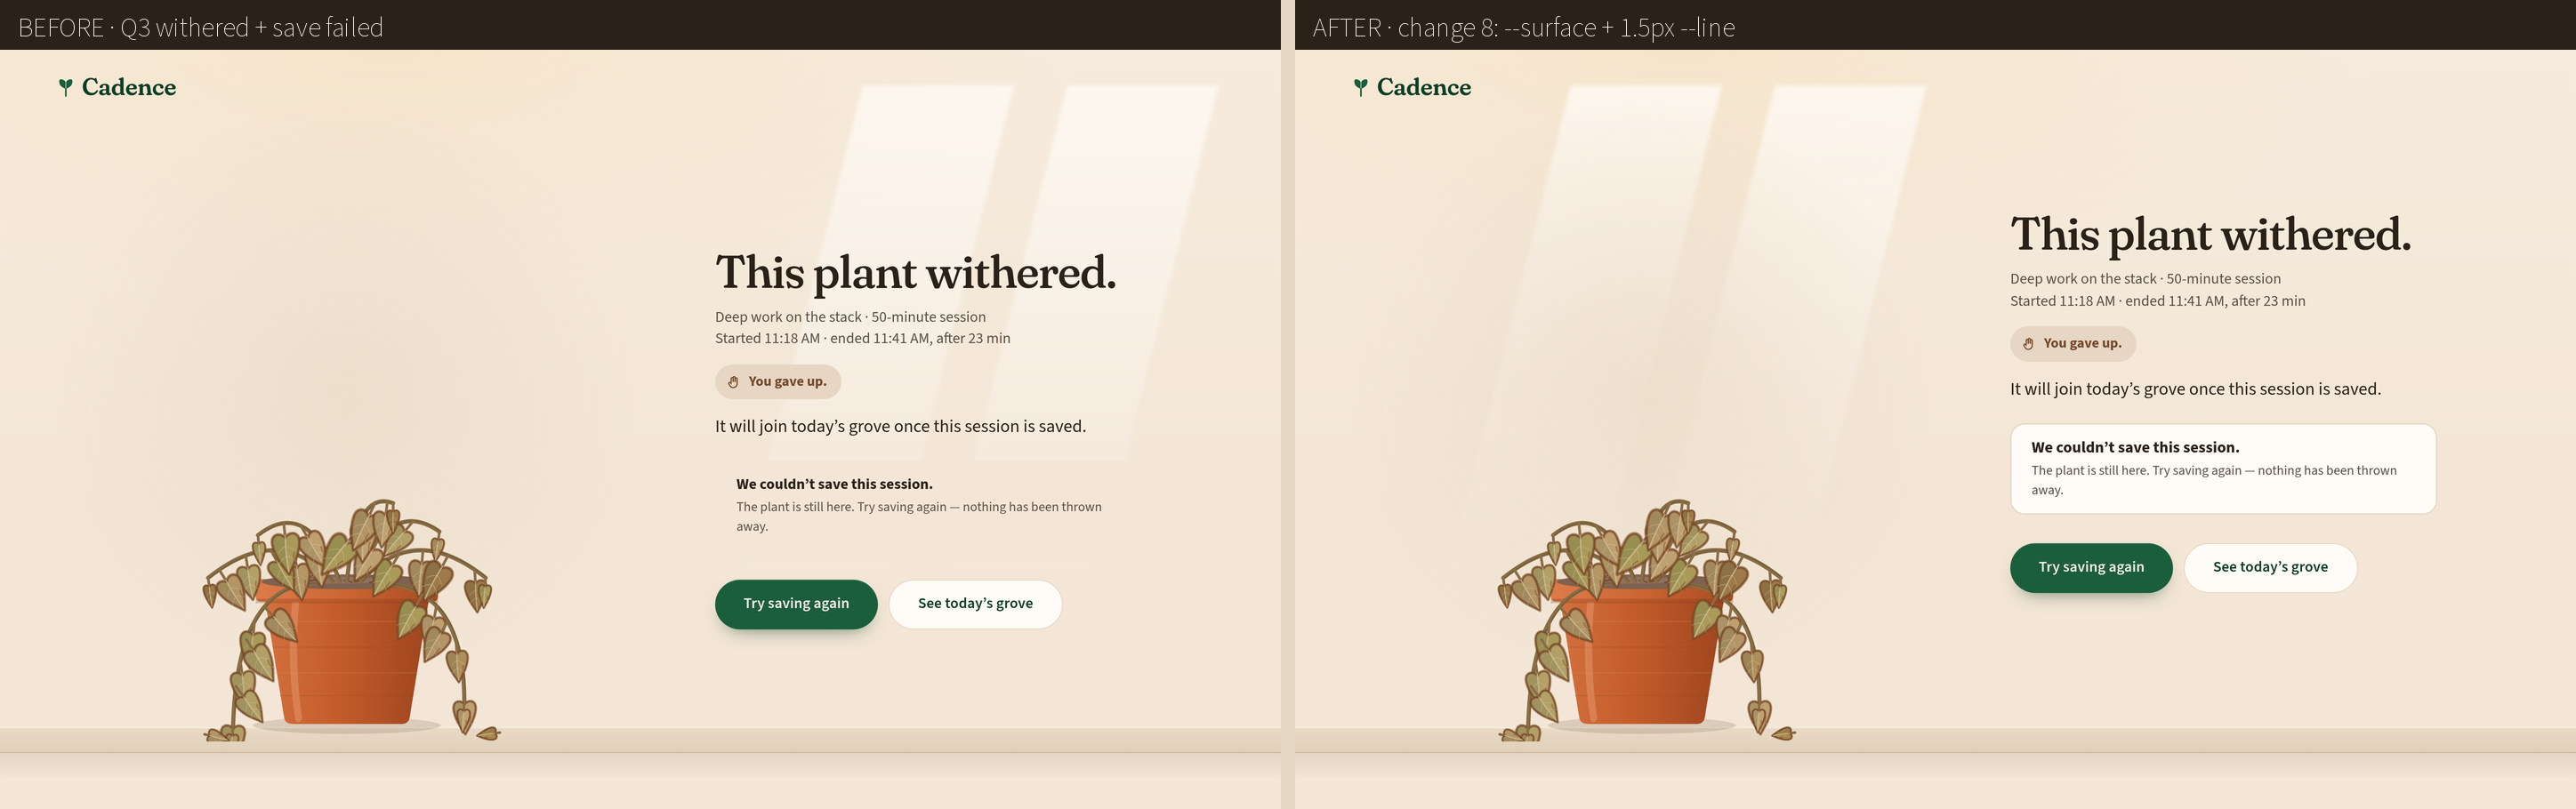 BEFORE · Q3 withered + save failed
Cadence
This plant withered.
Deep work on the stack · 50-minute session
Started 11:18 AM · ended 11:41 AM, after 23 min
You gave up.
It will join today’s grove once this session is saved.
We couldn’t save this session.
The plant is still here. Try saving again — nothing has been thrown
away.
Try saving again
See today’s grove
AFTER · change 8: --surface + 1.5px --line
Cadence
This plant withered.
Deep work on the stack · 50-minute session
Started 11:18 AM · ended 11:41 AM, after 23 min
You gave up.
It will join today’s grove once this session is saved.
We couldn’t save this session.
The plant is still here. Try saving again — nothing has been thrown
away.
Try saving again
See today’s grove